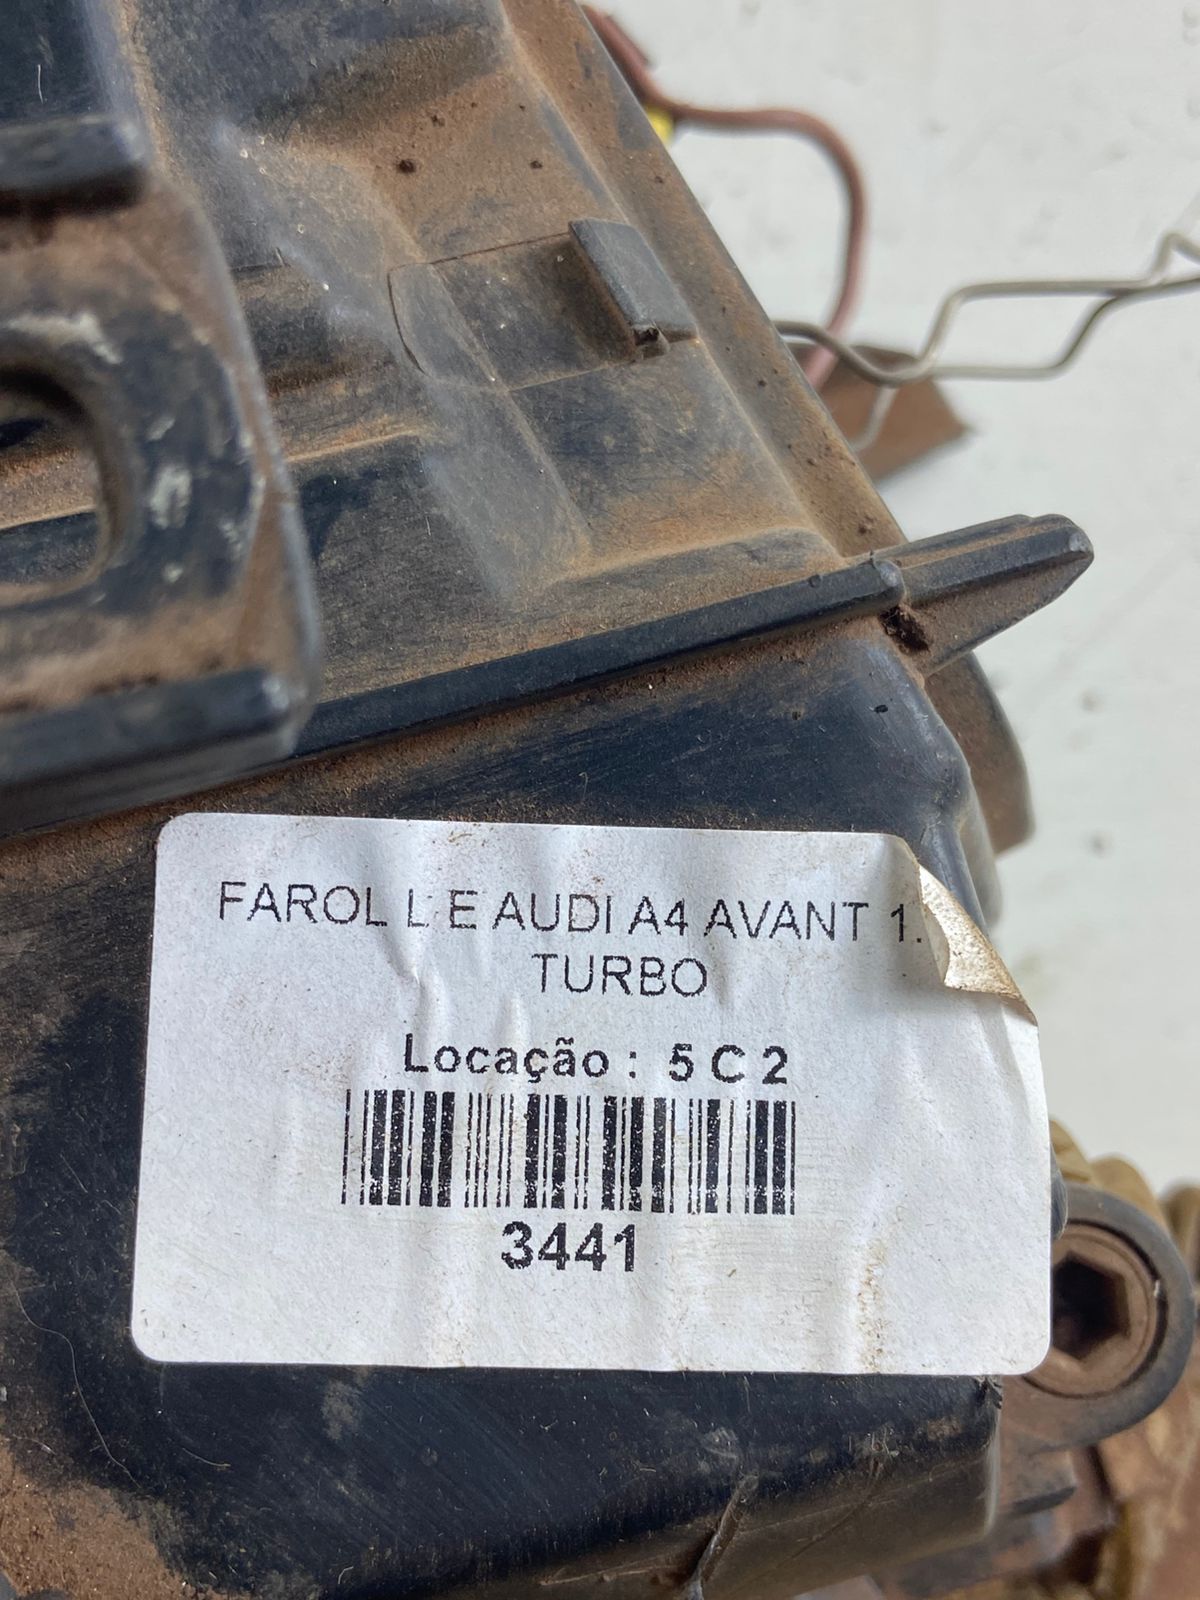 FAROL L E AUDI A4 AVANT 1.
TURBO
Locação : 5 C 2
3441